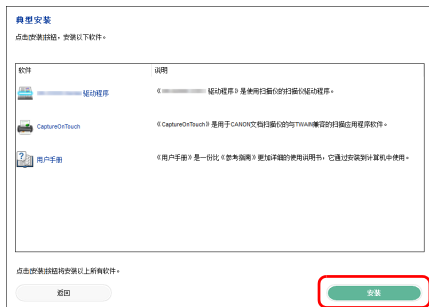 典型安装
点击[安装]按钮，安装以下软件。
软件 说明
驱动程序 《 驱动程序》是使用扫描仪的扫描仪驱动程序。
CaptureOnTouch 《CaptureOnTouch》是用于CANON文档扫描仪的与TWAIN兼容的扫描应用程序软件。
用户手册 《用户手册》是一份比《参考指南》更加详细的使用说明书，它通过安装到计算机中使用。
点击[安装]按钮将安装以上所有软件。
返回 安装